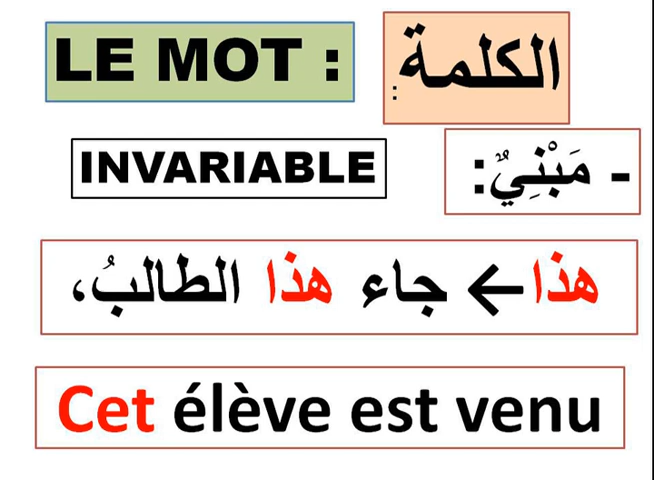 LE MOT :
الكلمة:
INVARIABLE
- مَبْنِيٌّ:
هذا ← جاء هذا الطالبُ،
Cet élève est venu